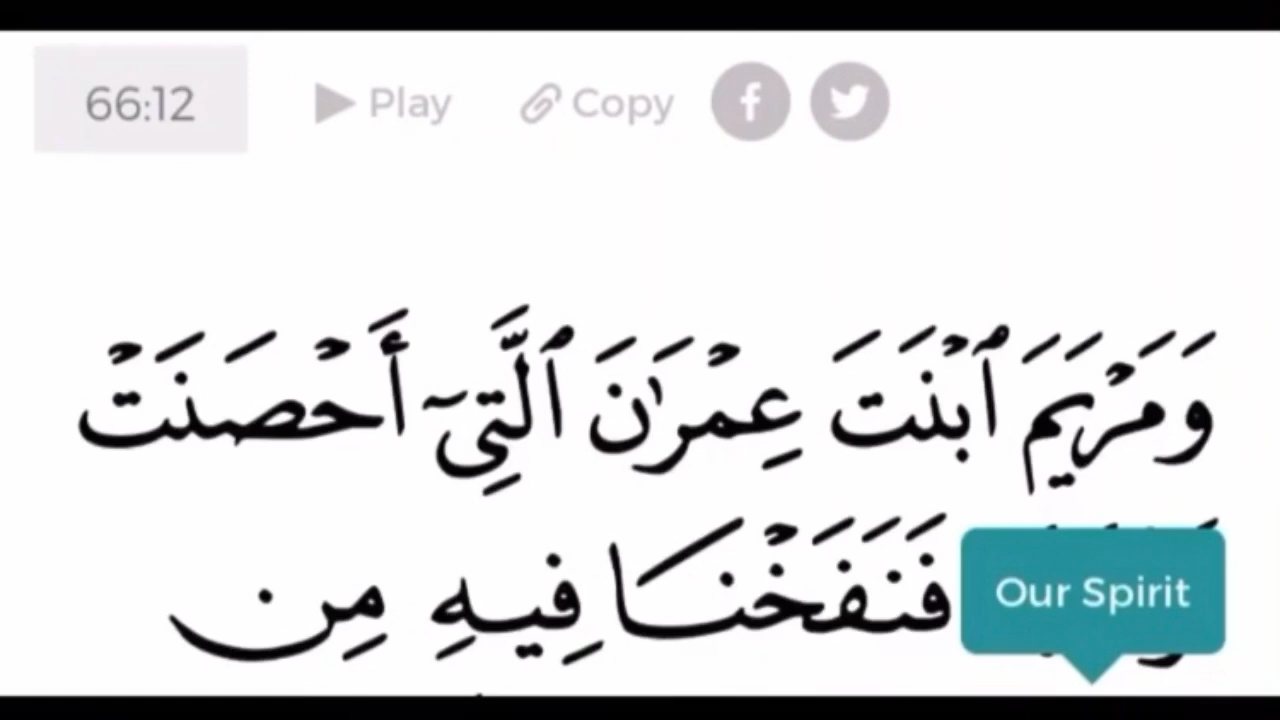 66:12 Play Copy
وَمَرْيَمَ ٱبْنَتَ عِمْرَٰنَ ٱلَّتِىٓ أَحْصَنَتْ
فَنَفَخْنَا فِيهِ مِن
Our Spirit